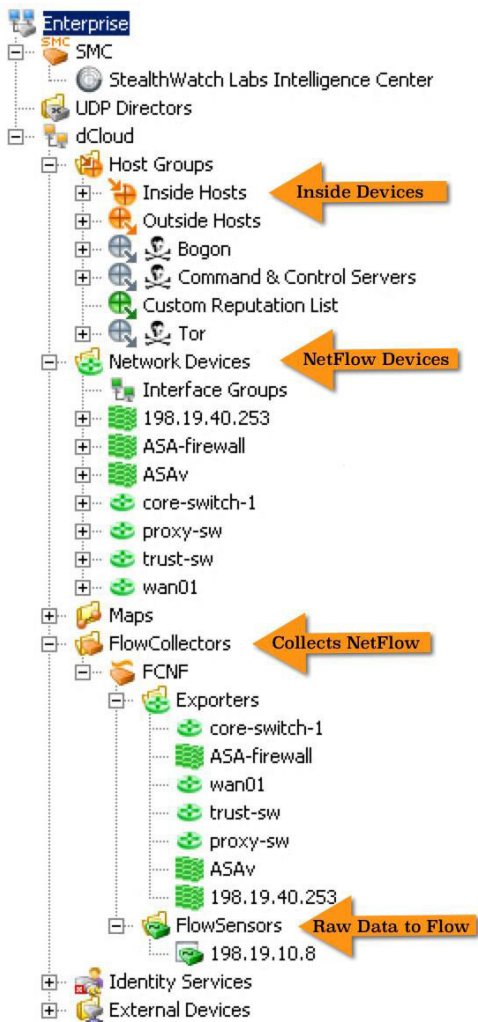 Enterprise
SMC
SMC
StealthWatch Labs Intelligence Center
UDP Directors
dCloud
Host Groups
Inside Hosts Inside Devices
Outside Hosts
Bogon
Command & Control Servers
Custom Reputation List
Tor
Network Devices NetFlow Devices
Interface Groups
198.19.40.253
ASA-firewall
ASAv
core-switch-1
proxy-sw
trust-sw
wan01
Maps
FlowCollectors Collects NetFlow
FCNF
Exporters
core-switch-1
ASA-firewall
wan01
trust-sw
proxy-sw
ASAv
198.19.40.253
FlowSensors Raw Data to Flow
198.19.10.8
Identity Services
External Devices